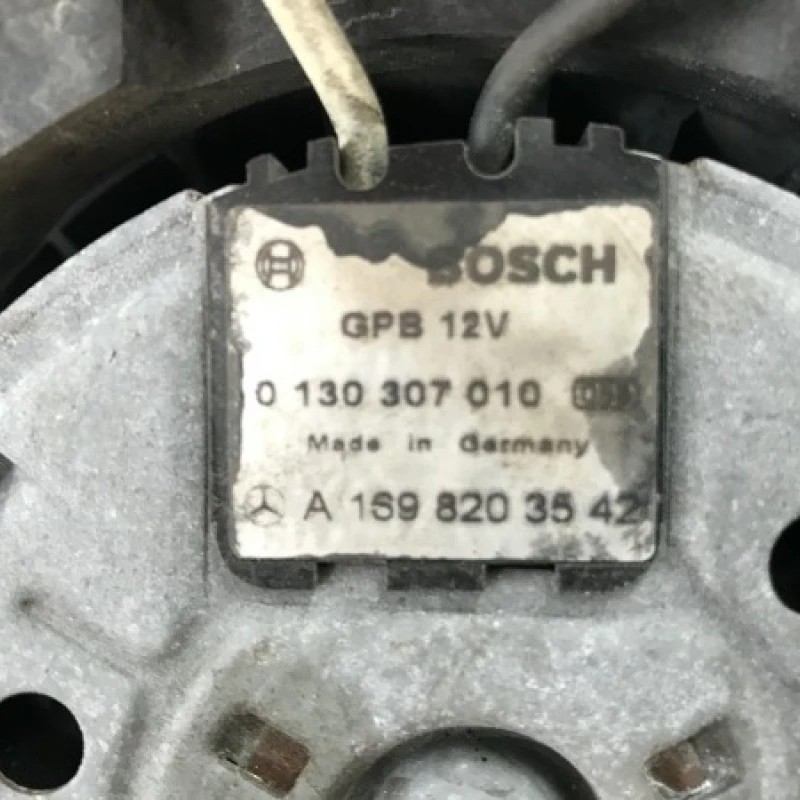 BOSCH
GPB 12V
0 130 307 010
Made in Germany
A 169 820 35 42